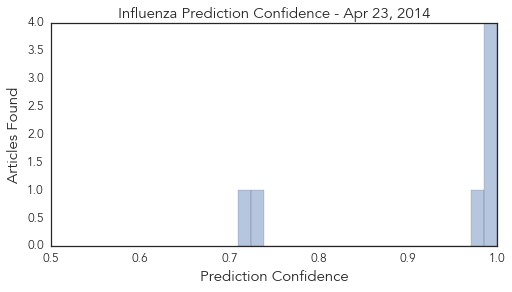 Influenza Prediction Confidence - Apr 23, 2014
4.0
3.5
3.0
2.5
2.0
1.5
1.0
0.5
0.0
Articles Found
0.5 0.6 0.7 0.8 0.9 1.0
Prediction Confidence